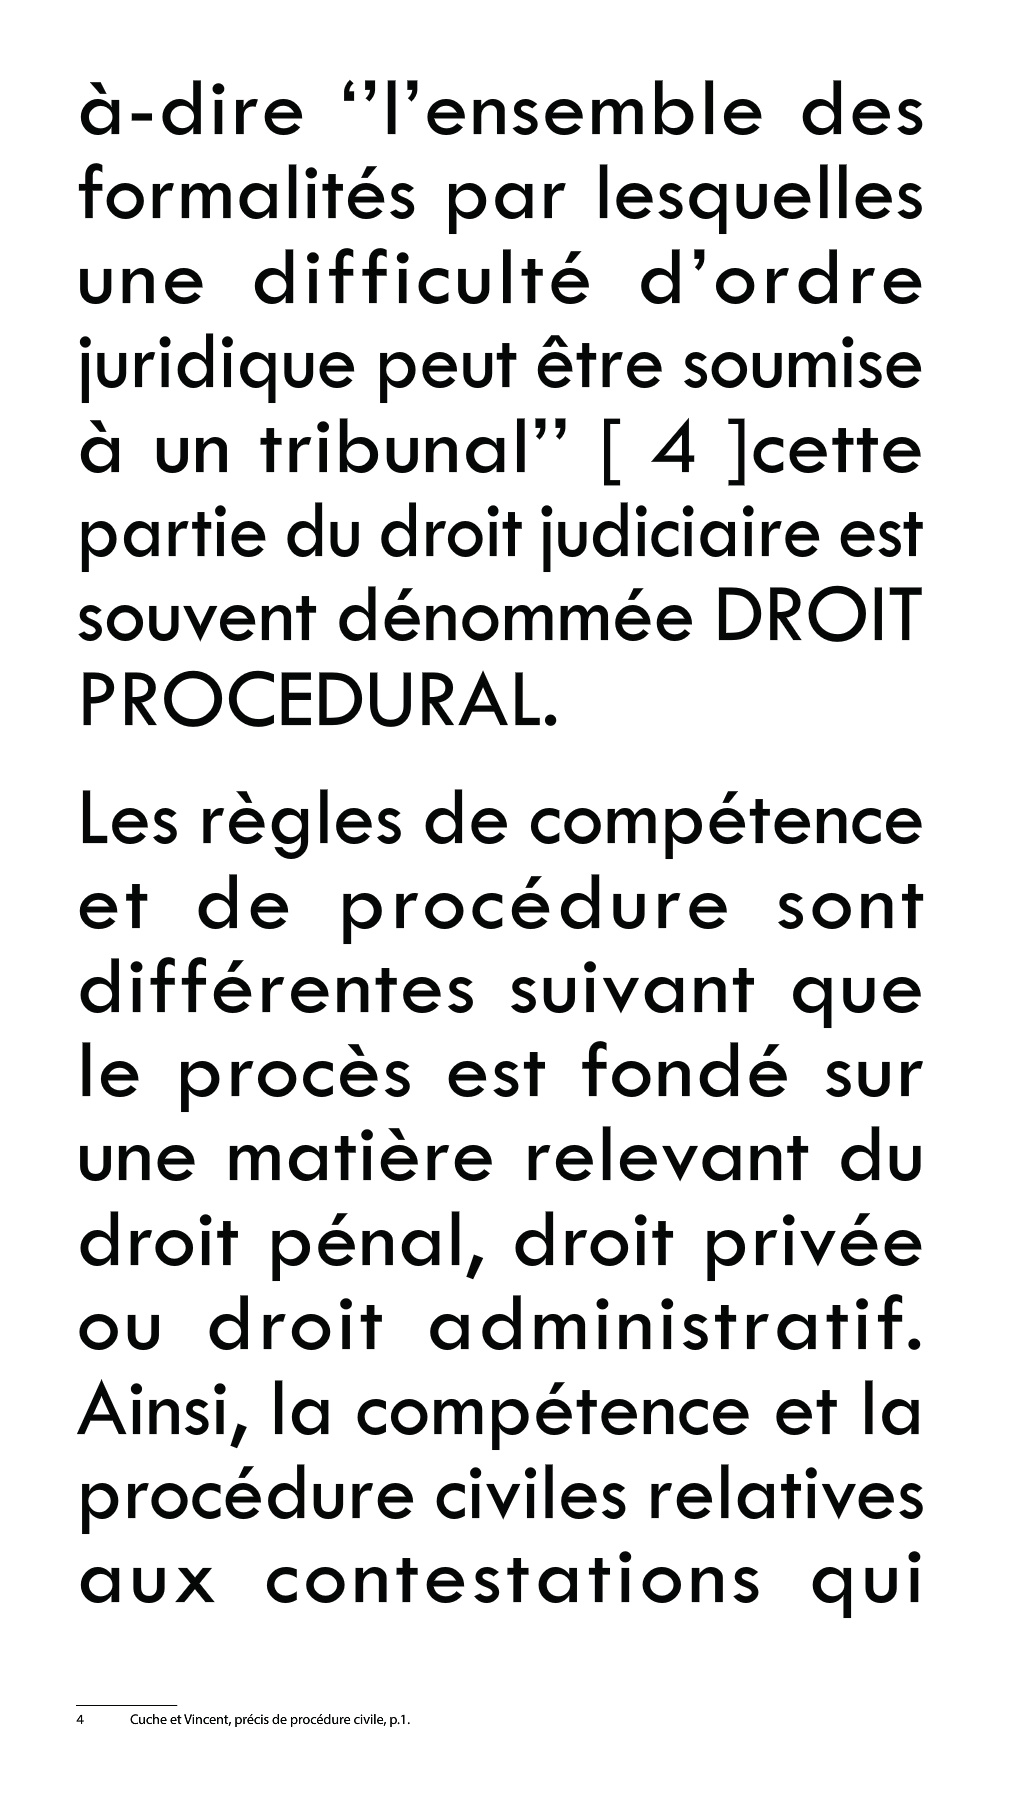 à-dire ‘’l’ensemble des
formalités par lesquelles
une difficulté d’ordre
juridique peut être soumise
à un tribunal’’ [ 4 ]cette
partie du droit judiciaire est
souvent dénommée DROIT
PROCEDURAL.
Les règles de compétence
et de procédure sont
différentes suivant que
le procès est fondé sur
une matière relevant du
droit pénal, droit privée
ou droit administratif.
Ainsi, la compétence et la
procédure civiles relatives
aux contestations qui
4 Cuche et Vincent, précis de procédure civile, p.1.